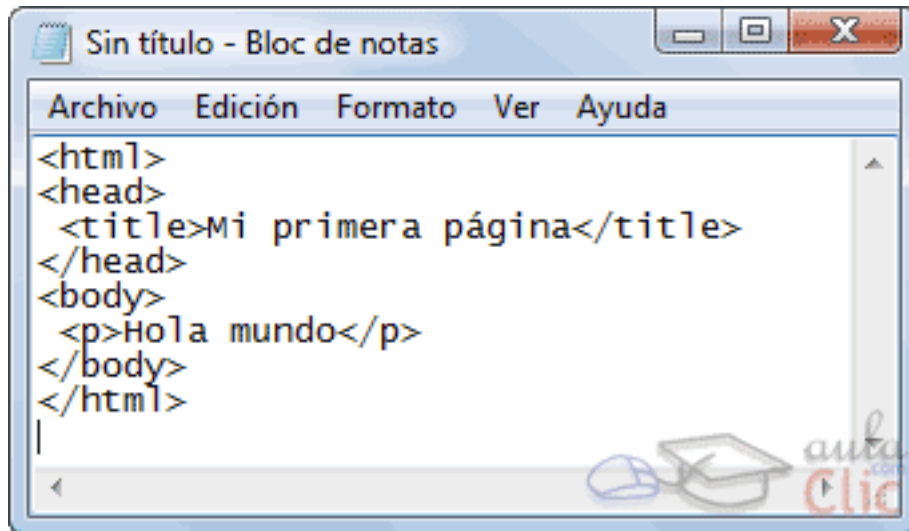 Sin título - Bloc de notas
Archivo Edición Formato Ver Ayuda
<html>
<head>
 <title>Mi primera página</title>
</head>
<body>
 <p>Hola mundo</p>
</body>
</html>
aula
Clic
.com